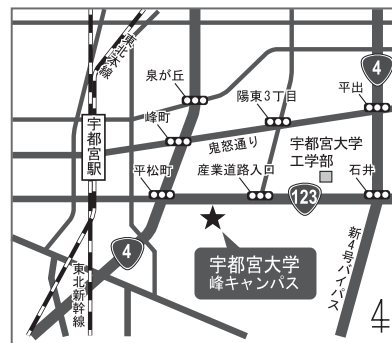 東北本線
泉が丘
4
陽東3丁目
平出
峰町
宇都宮駅
鬼怒通り
宇都宮大学
工学部
平松町
産業道路入口
石井
123
宇都宮大学
峰キャンパス
4
新4号バイパス
東北新幹線
4